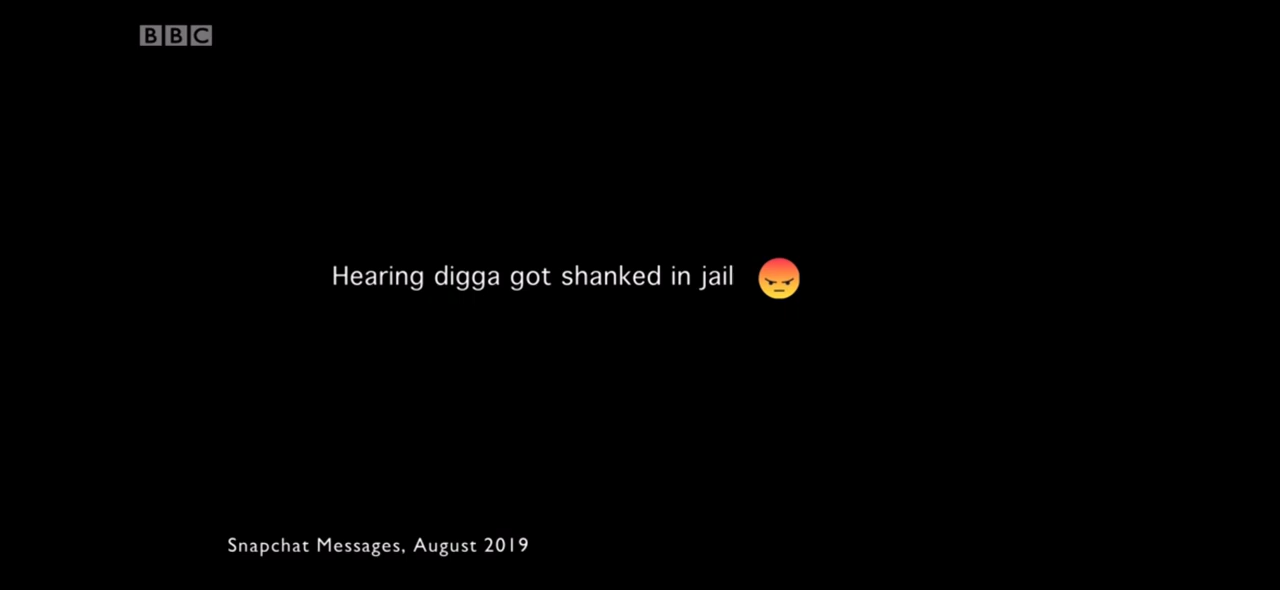 BBC
Hearing digga got shanked in jail 😡
Snapchat Messages, August 2019